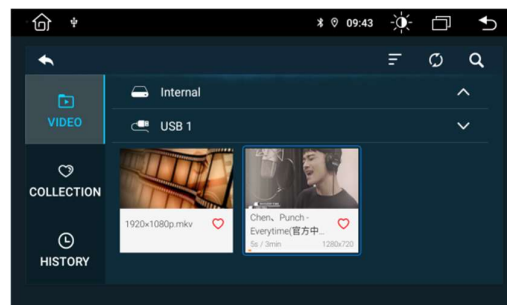 09:43
Internal
VIDEO
USB 1
COLLECTION
1920×1080p.mkv
Chen、Punch -
Everytime(官方中...
5s / 3min 1280x720
HISTORY